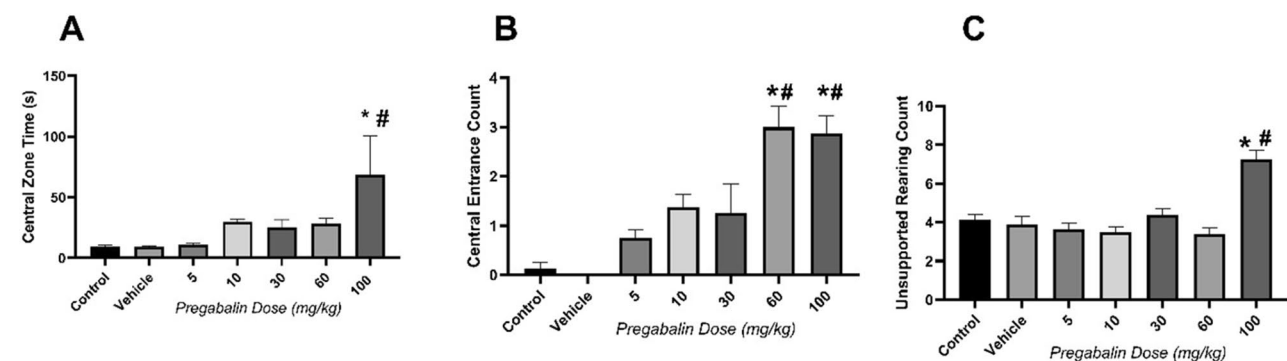 A
Central Zone Time (s)
150
100
50
0
* #
Control
Vehicle
5
10
30
60
100
Pregabalin Dose (mg/kg)
B
Central Entrance Count
4
3
2
1
0
*#
*#
Control
Vehicle
5
10
30
60
100
Pregabalin Dose (mg/kg)
C
Unsupported Rearing Count
10
8
6
4
2
0
* #
Control
Vehicle
5
10
30
60
100
Pregabalin Dose (mg/kg)